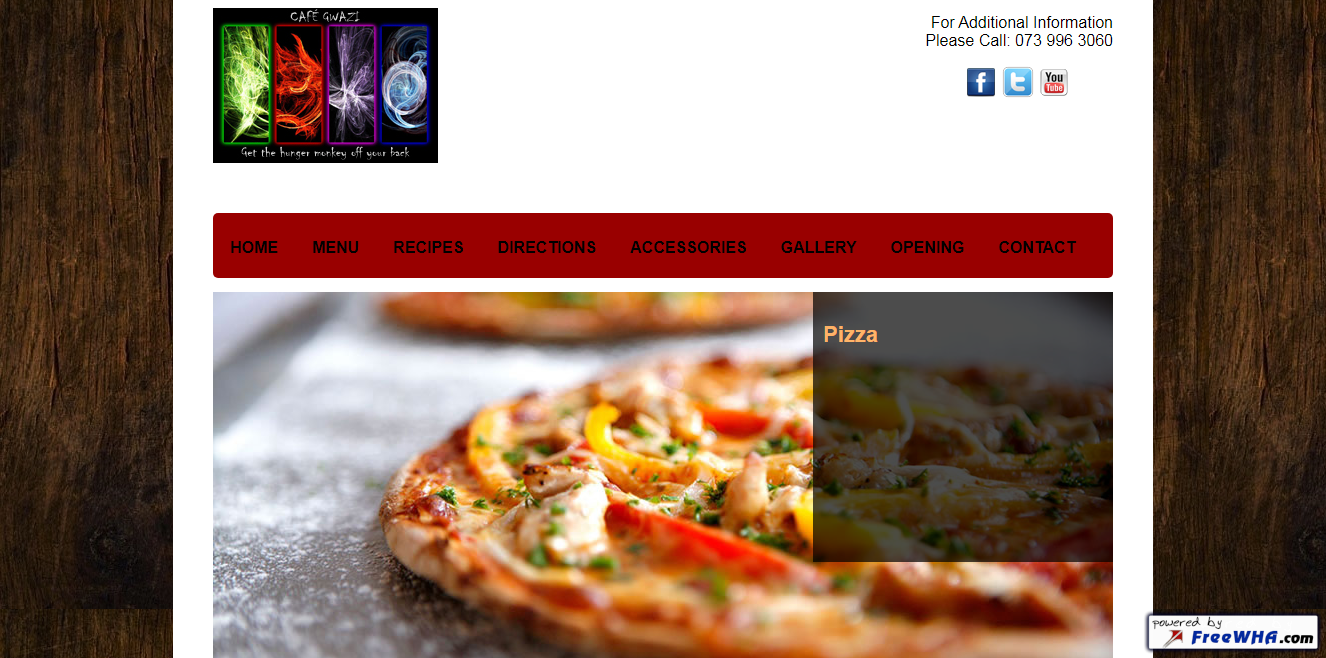 CAFÉ GWAZI
Get the hunger monkey off your back
For Additional Information
Please Call: 073 996 3060
f
t
You
Tube
HOME MENU RECIPES DIRECTIONS ACCESSORIES GALLERY OPENING CONTACT
Pizza
powered by
FreeWHA.com